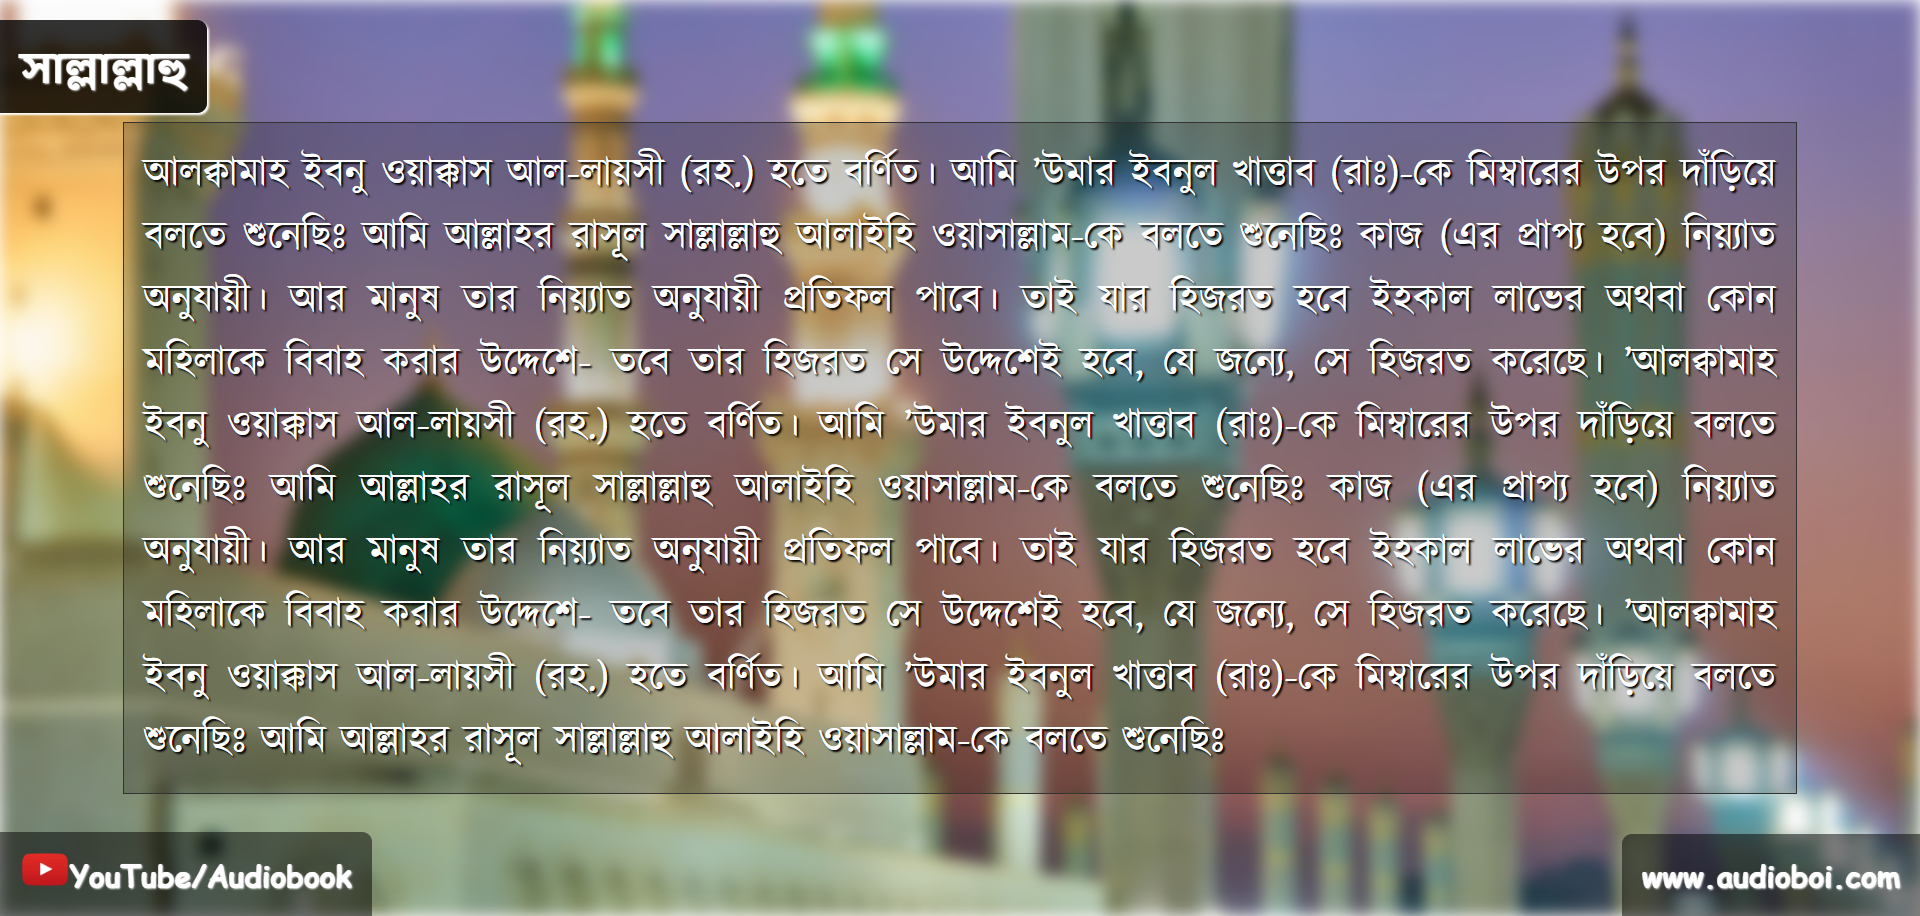 সাল্লাল্লাহু
আলক্বামাহ ইবনু ওয়াক্কাস আল-লায়সী (রহ.) হতে বর্ণিত। আমি ’উমার ইবনুল খাত্তাব (রাঃ)-কে মিম্বারের উপর দাঁড়িয়ে
বলতে শুনেছিঃ আমি আল্লাহর রাসূল সাল্লাল্লাহু আলাইহি ওয়াসাল্লাম-কে বলতে শুনেছিঃ কাজ (এর প্রাপ্য হবে) নিয়্যাত
অনুযায়ী। আর মানুষ তার নিয়্যাত অনুযায়ী প্রতিফল পাবে। তাই যার হিজরত হবে ইহকাল লাভের অথবা কোন
মহিলাকে বিবাহ করার উদ্দেশে- তবে তার হিজরত সে উদ্দেশেই হবে, যে জন্যে, সে হিজরত করেছে। ’আলক্বামাহ
ইবনু ওয়াক্কাস আল-লায়সী (রহ.) হতে বর্ণিত। আমি ’উমার ইবনুল খাত্তাব (রাঃ)-কে মিম্বারের উপর দাঁড়িয়ে বলতে
শুনেছিঃ আমি আল্লাহর রাসূল সাল্লাল্লাহু আলাইহি ওয়াসাল্লাম-কে বলতে শুনেছিঃ কাজ (এর প্রাপ্য হবে) নিয়্যাত
অনুযায়ী। আর মানুষ তার নিয়্যাত অনুযায়ী প্রতিফল পাবে। তাই যার হিজরত হবে ইহকাল লাভের অথবা কোন
মহিলাকে বিবাহ করার উদ্দেশে- তবে তার হিজরত সে উদ্দেশেই হবে, যে জন্যে, সে হিজরত করেছে। ’আলক্বামাহ
ইবনু ওয়াক্কাস আল-লায়সী (রহ.) হতে বর্ণিত। আমি ’উমার ইবনুল খাত্তাব (রাঃ)-কে মিম্বারের উপর দাঁড়িয়ে বলতে
শুনেছিঃ আমি আল্লাহর রাসূল সাল্লাল্লাহু আলাইহি ওয়াসাল্লাম-কে বলতে শুনেছিঃ
YouTube/Audiobook
www.audioboi.com